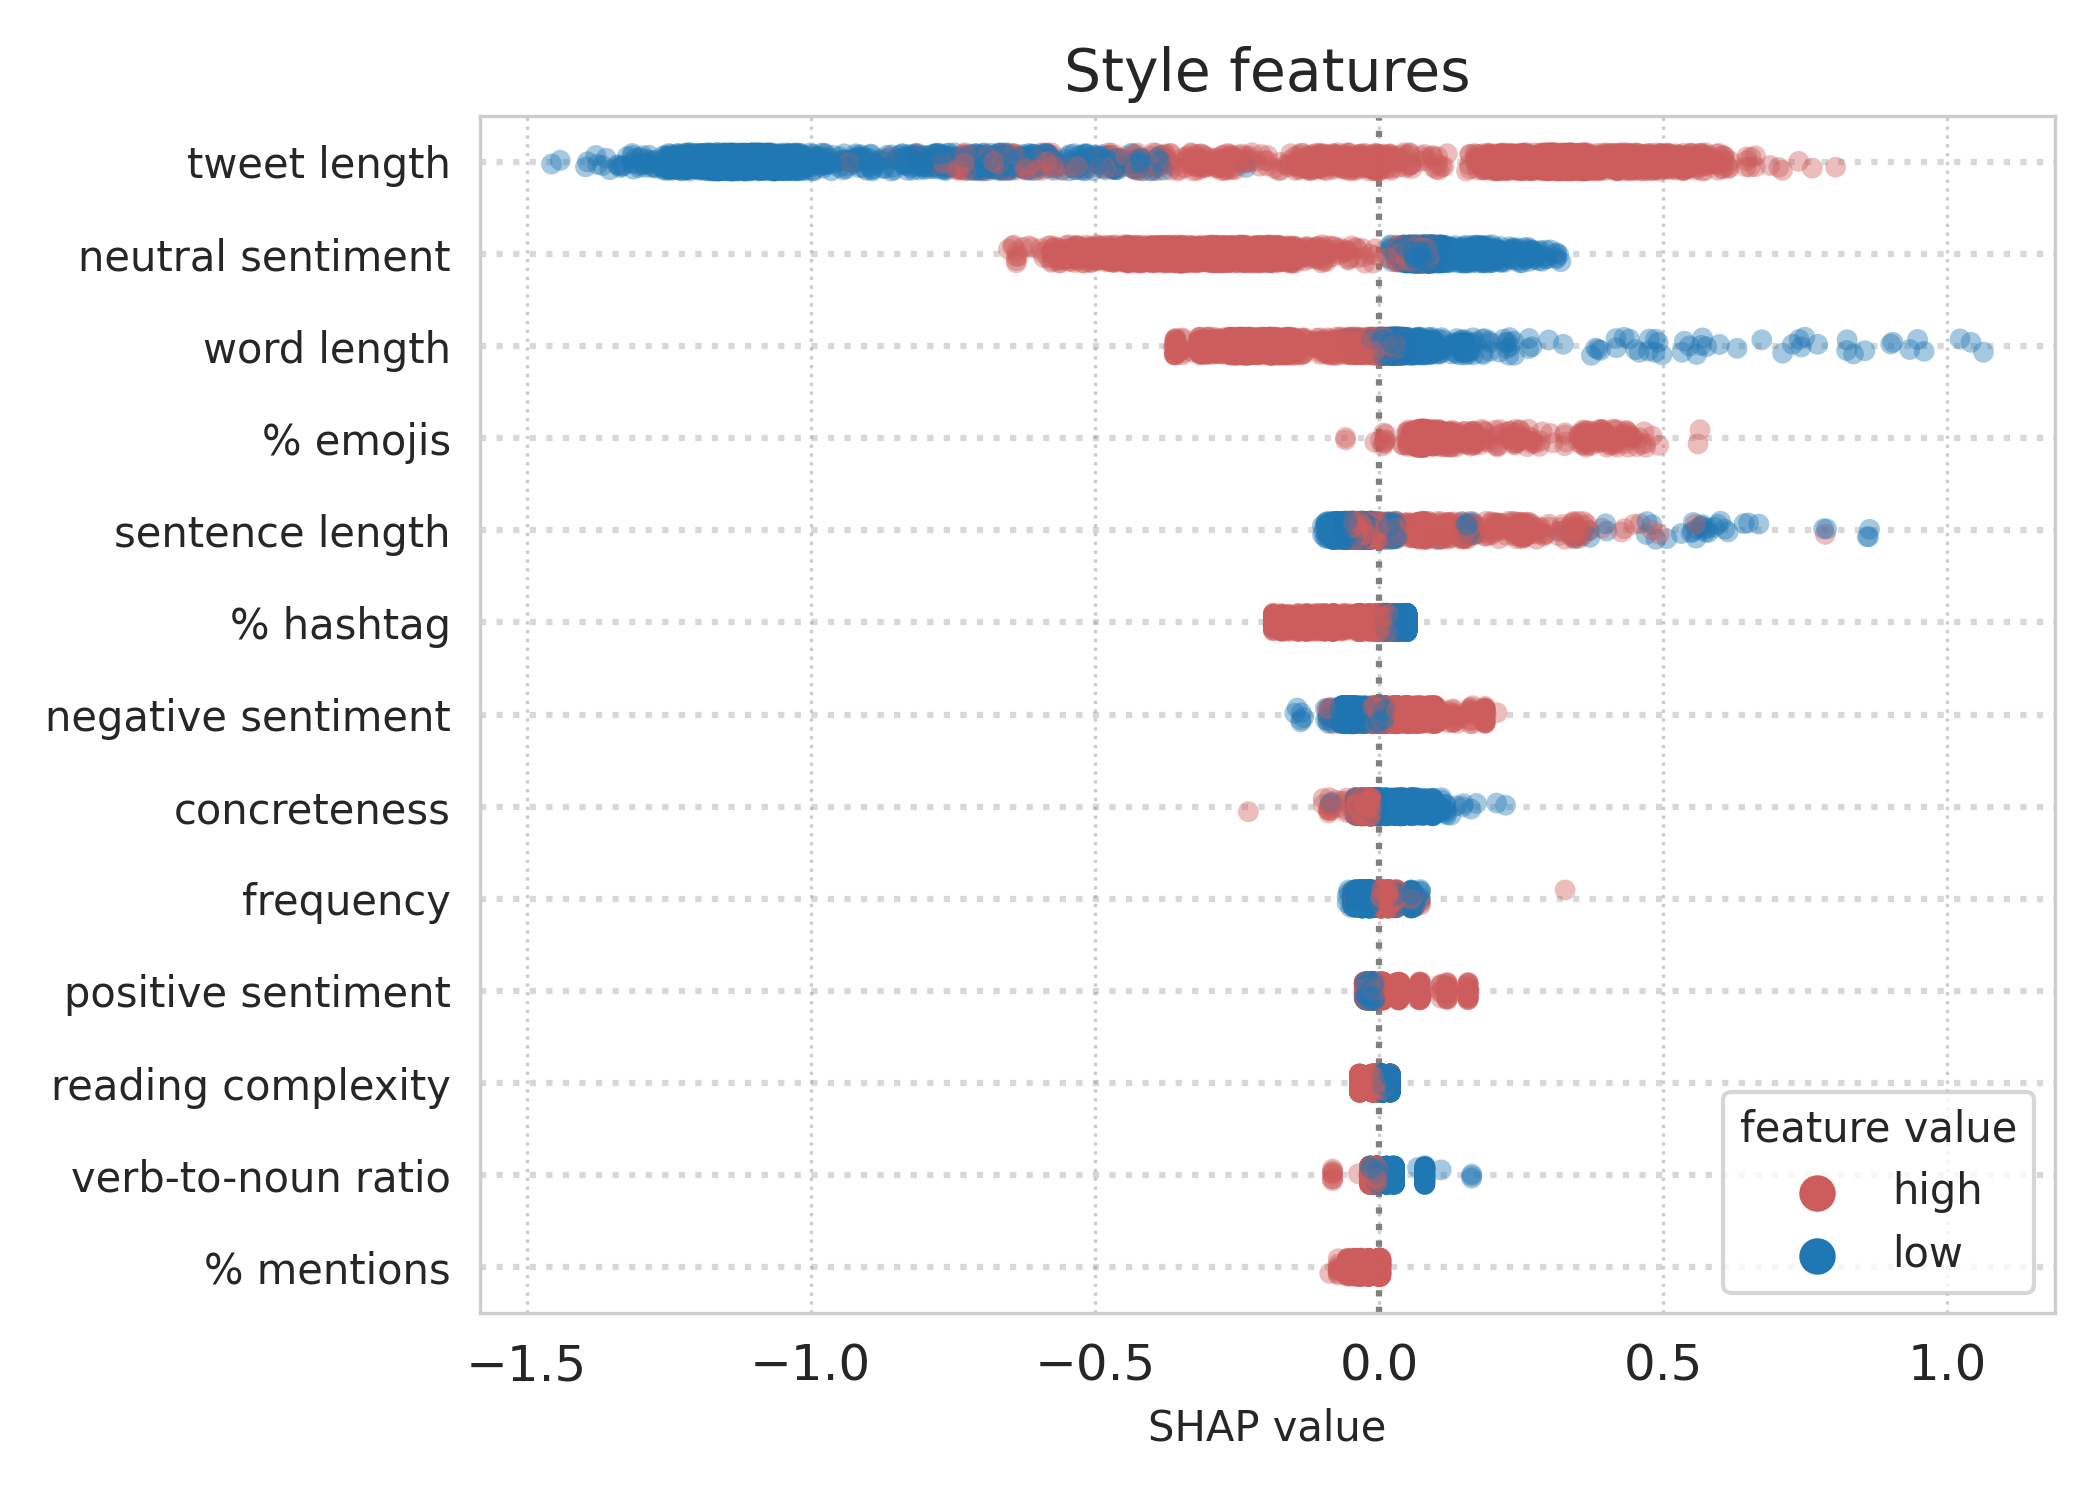 Style features
tweet length
neutral sentiment
word length
% emojis
sentence length
% hashtag
negative sentiment
concreteness
frequency
positive sentiment
reading complexity
verb-to-noun ratio
% mentions
feature value
high
low
−1.5 −1.0 −0.5 0.0 0.5 1.0
SHAP value